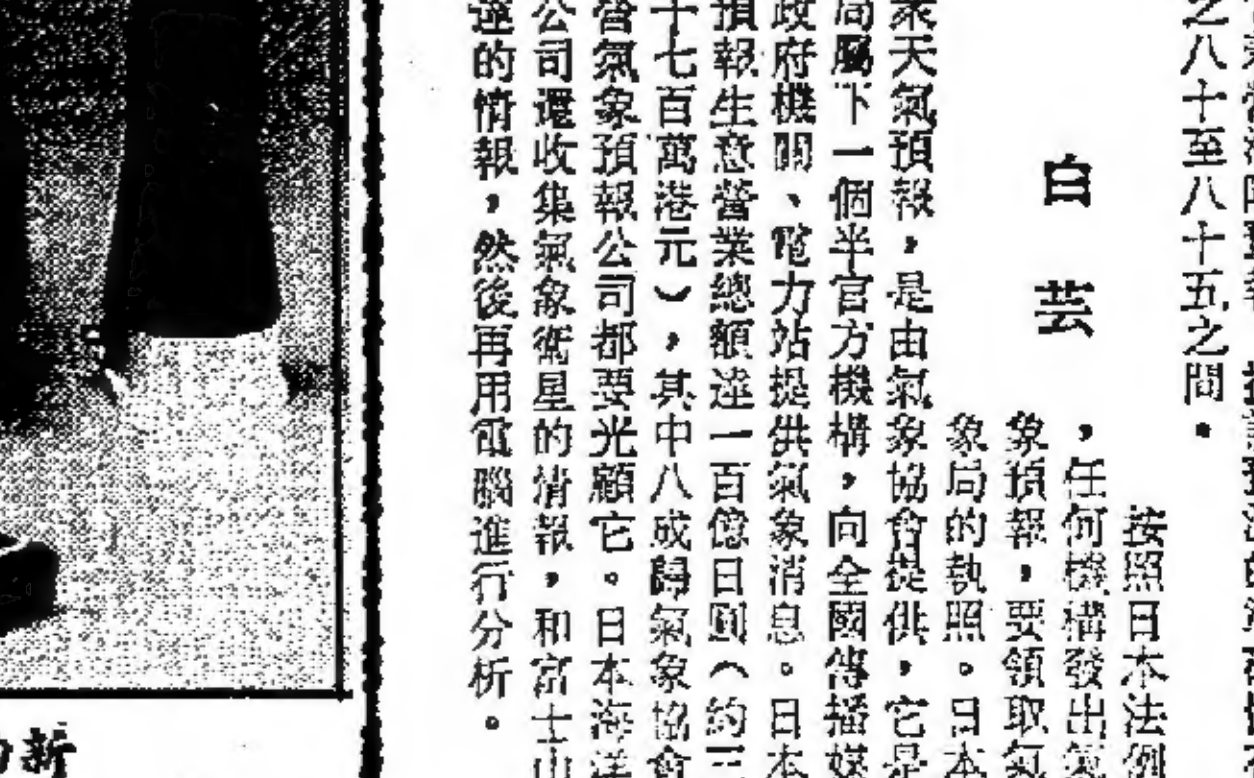 之八十至八十五之間。
白芸
按照日本法例
，任何機構發出氣
象預報，要領取氣
象局的執照。日本
象天氣預報，是由氣象協會提供，它是
局屬下一個半官方機構，向全國傳播媒
政府機關、電力站提供氣象消息。日本
預報生意營業總額達一百億日圓（約三
十七百萬港元），其中八成歸氣象協會
營氣象預報公司都要光顧它。日本海洋
公司還收集氣象衛星的情報，和富士山
達的情報，然後再用電腦進行分析。
新